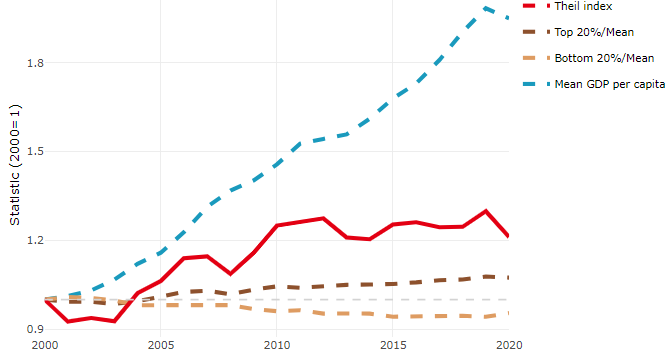 Theil index
Top 20%/Mean
Bottom 20%/Mean
Mean GDP per capita
Statistic (2000=1)
1.8
1.5
1.2
0.9
2000 2005 2010 2015 2020